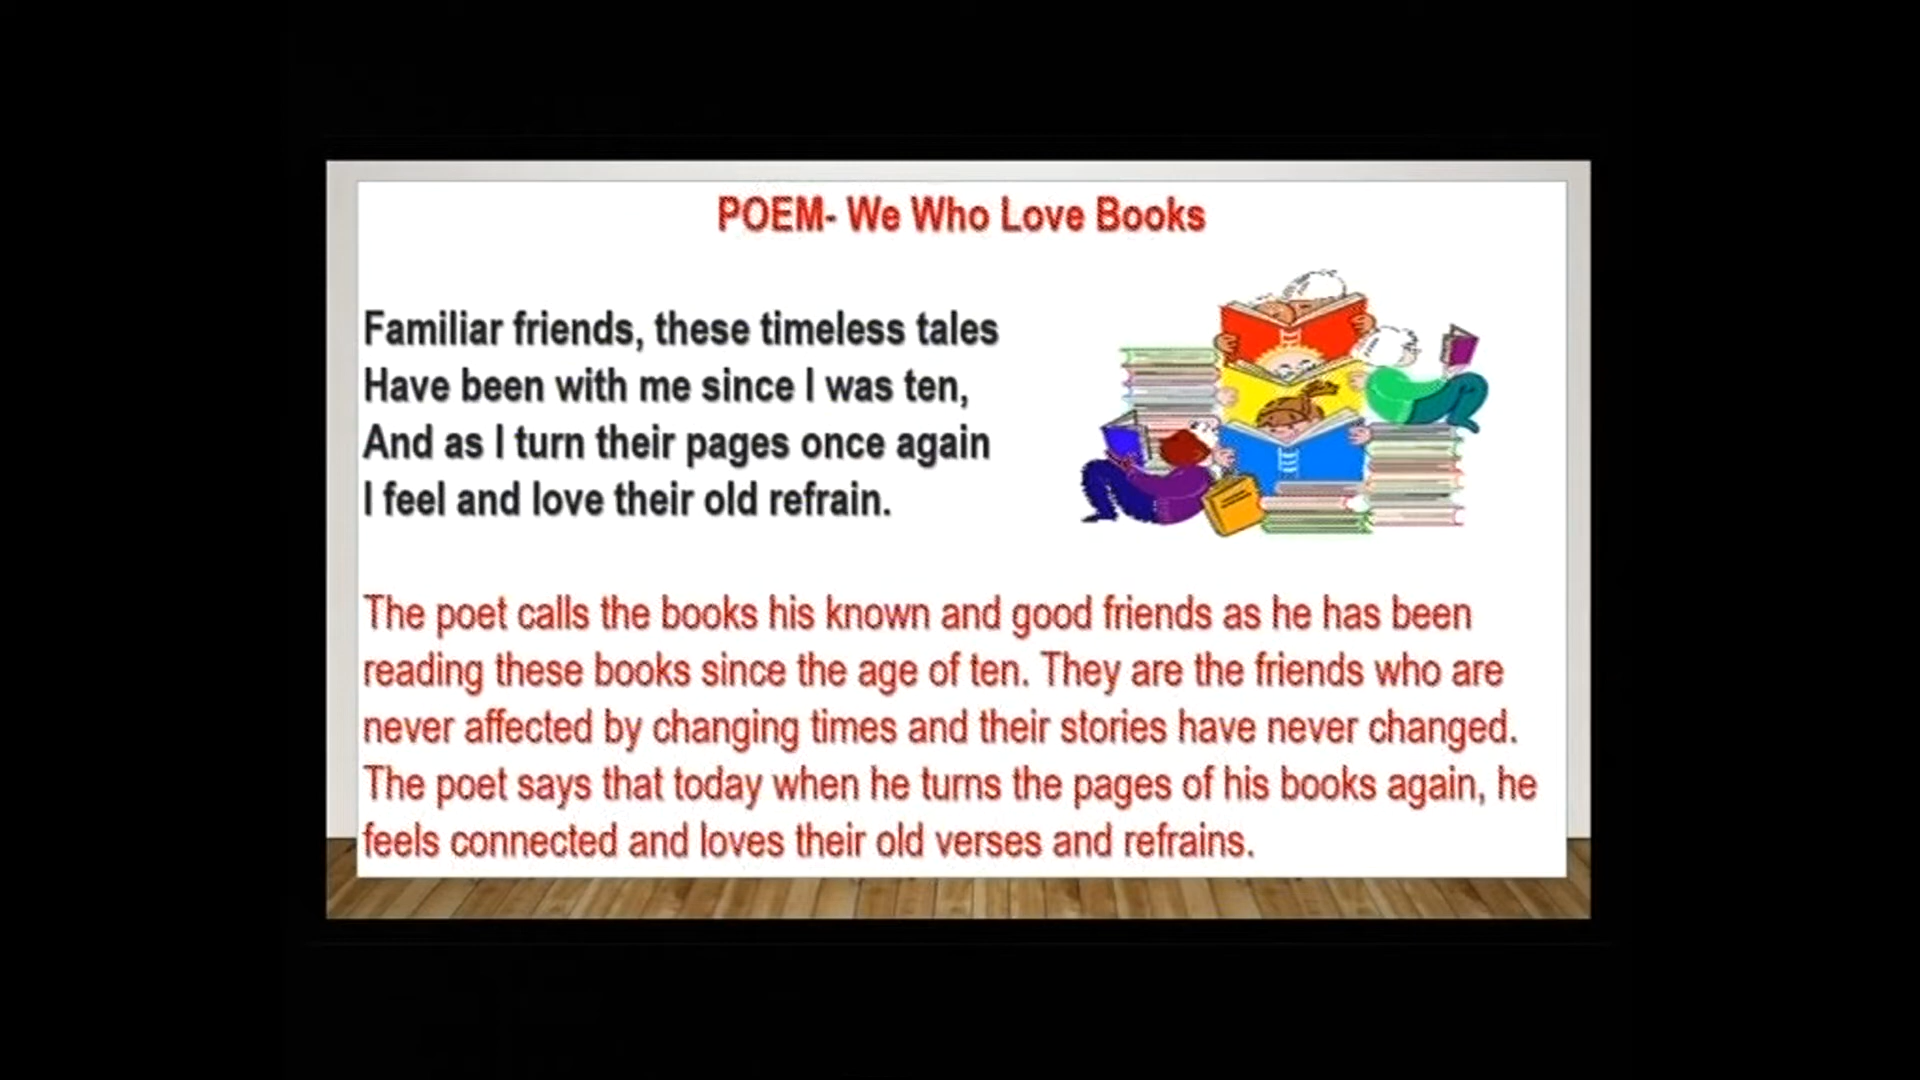 POEM- We Who Love Books
Familiar friends, these timeless tales
Have been with me since I was ten,
And as I turn their pages once again
I feel and love their old refrain.
The poet calls the books his known and good friends as he has been
reading these books since the age of ten. They are the friends who are
never affected by changing times and their stories have never changed.
The poet says that today when he turns the pages of his books again, he
feels connected and loves their old verses and refrains.